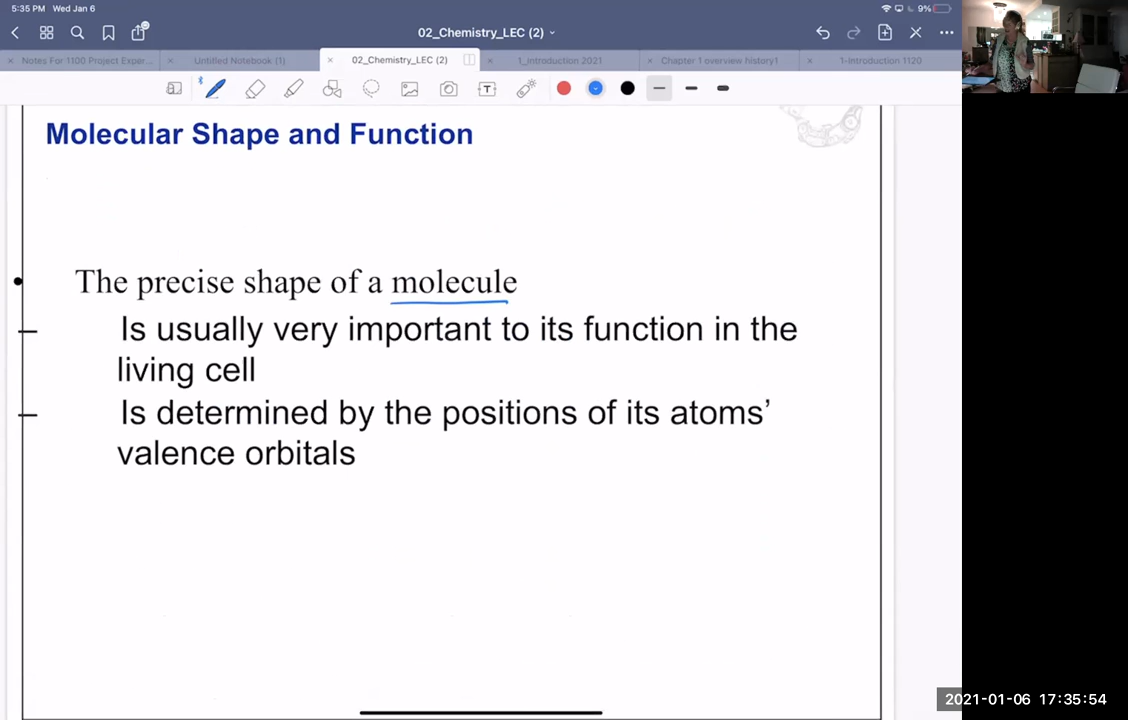 5:35 PM Wed Jan 6
9%
02_Chemistry_LEC (2)
Notes For 1100 Project Exper...
Untitled Notebook (1)
02_Chemistry_LEC (2)
1_Introduction 2021
Chapter 1 overview history1
1-Introduction 1120
T
Molecular Shape and Function
• The precise shape of a molecule
– Is usually very important to its function in the
living cell
– Is determined by the positions of its atoms’
valence orbitals
2021-01-06 17:35:54